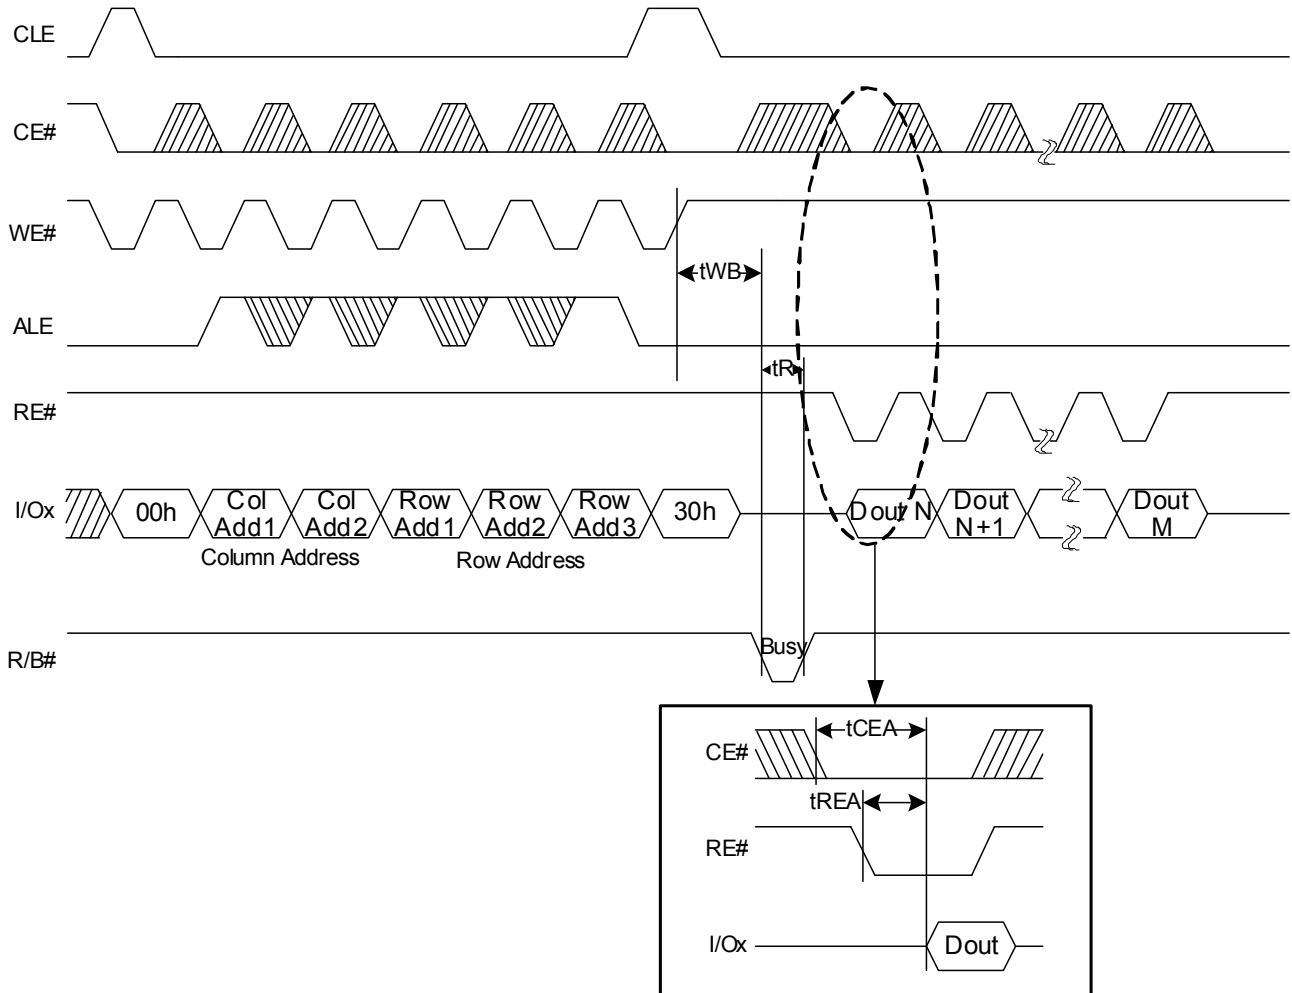 CLE
CE#
WE#
tWB
ALE
tR
RE#
I/Ox
00h
Col Add1
Col Add2
Row Add1
Row Add2
Row Add3
30h
Dout N
Dout N+1
Dout M
Column Address
Row Address
R/B#
Busy
tCEA
CE#
tREA
RE#
I/Ox
Dout